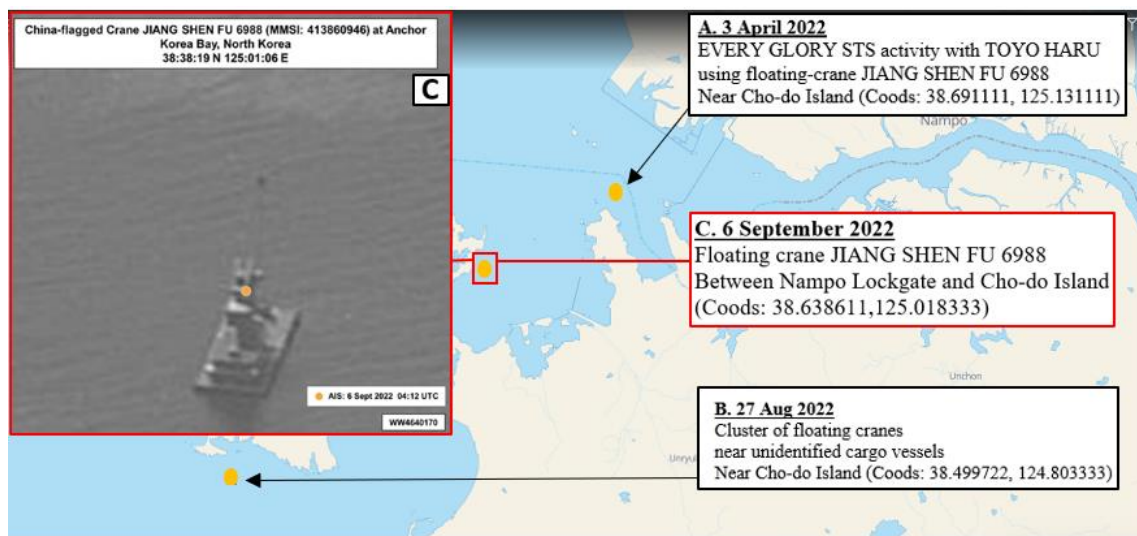 China-flagged Crane JIANG SHEN FU 6988 (MMSI: 413860946) at Anchor
Korea Bay, North Korea
38:38:19 N 125:01:06 E
C
AIS: 6 Sept 2022 04:12 UTC
WW4640170
A. 3 April 2022
EVERY GLORY STS activity with TOYO HARU
using floating-crane JIANG SHEN FU 6988
Near Cho-do Island (Coods: 38.691111, 125.131111)
Nampo
C. 6 September 2022
Floating crane JIANG SHEN FU 6988
Between Nampo Lockgate and Cho-do Island
(Coods: 38.638611,125.018333)
Unchon
B. 27 Aug 2022
Cluster of floating cranes
near unidentified cargo vessels
Near Cho-do Island (Coods: 38.499722, 124.803333)